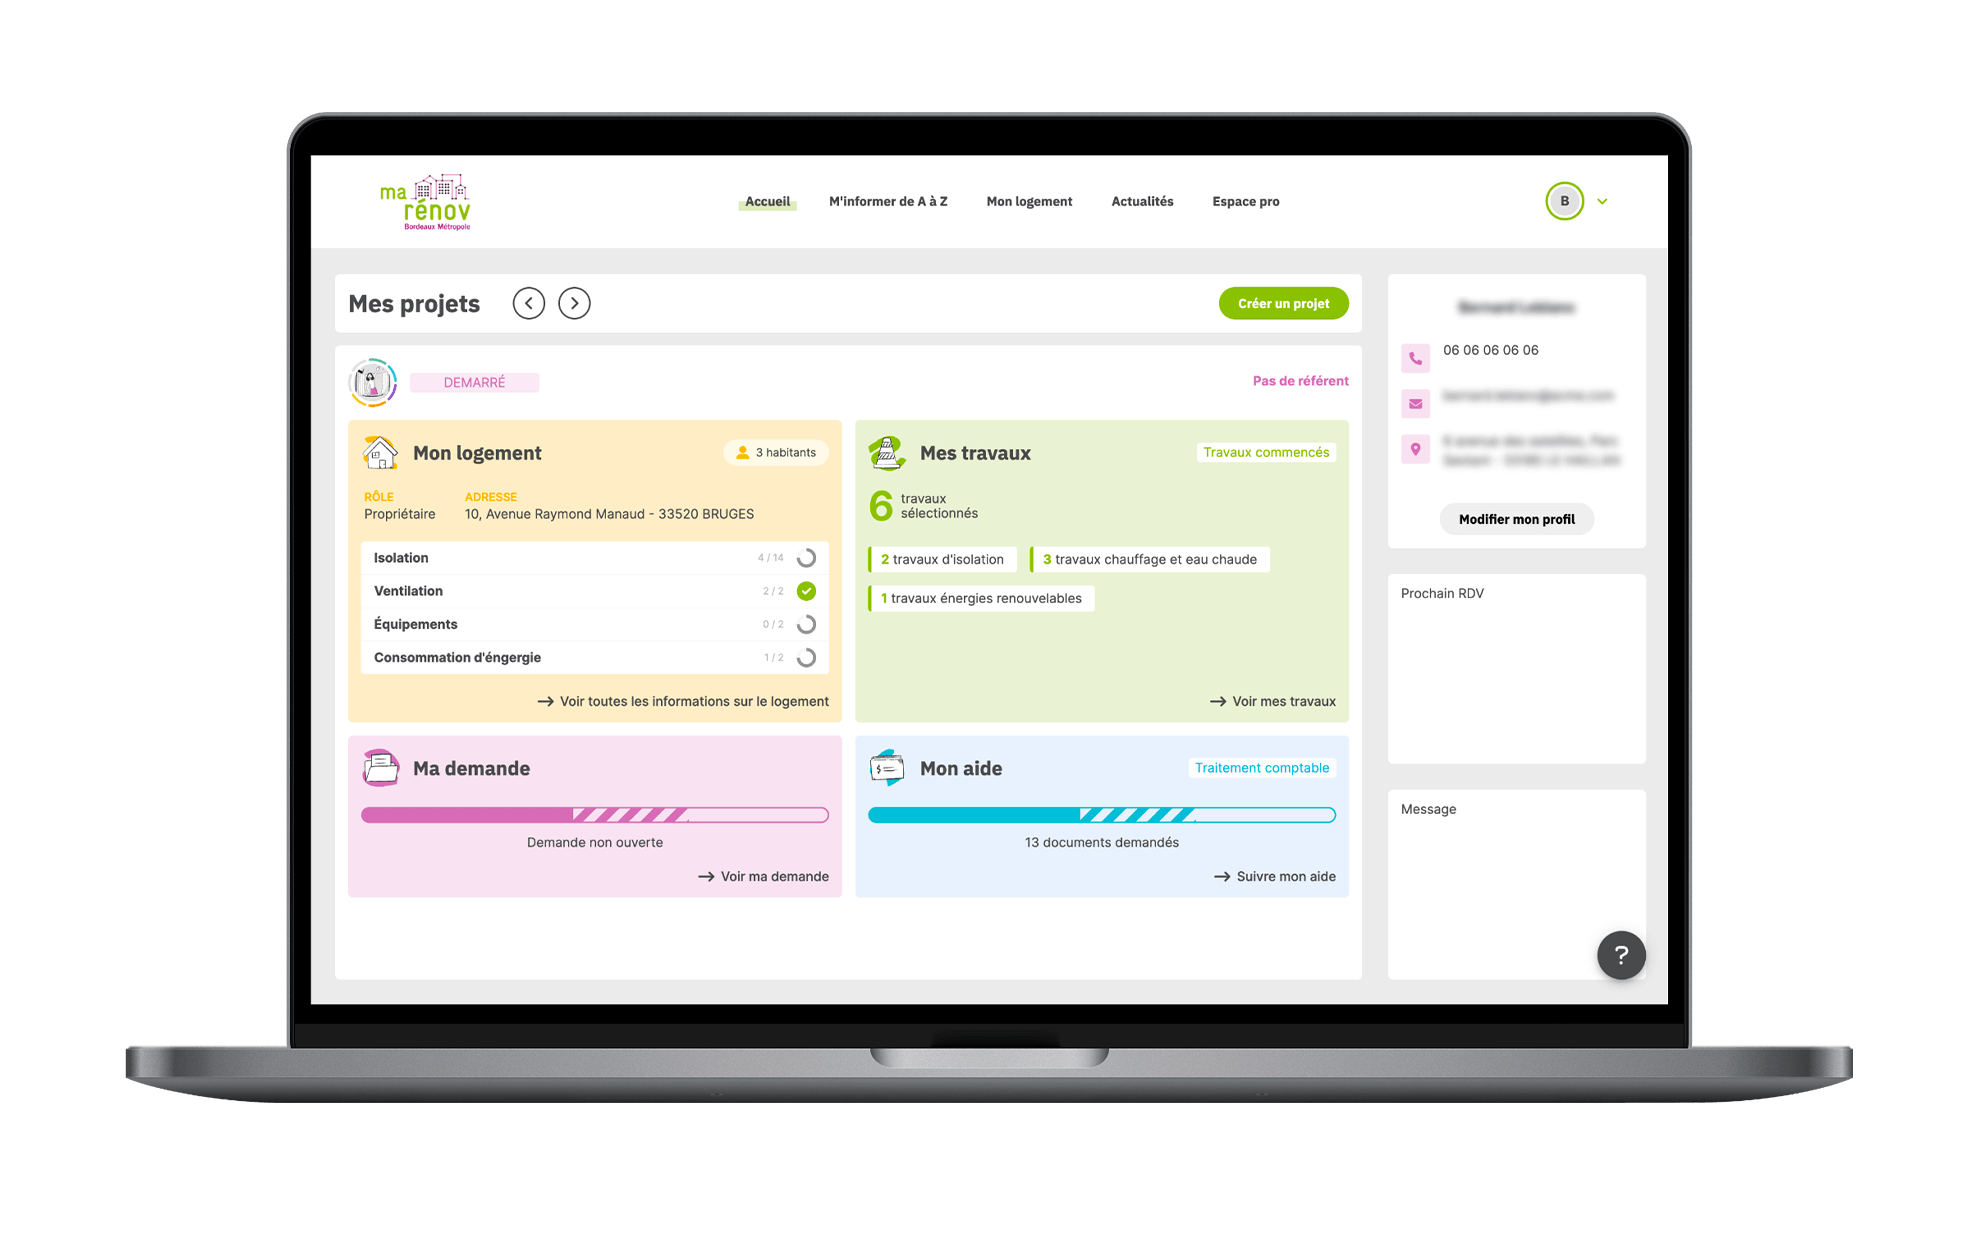 ma
rénov
Bordeaux Métropole
Accueil
M'informer de A à Z
Mon logement
Actualités
Espace pro
B
Mes projets
Créer un projet
DEMARRÉ
Pas de référent
Mon logement
3 habitants
RÔLE
Propriétaire
ADRESSE
10, Avenue Raymond Manaud - 33520 BRUGES
Isolation
4 / 14
Ventilation
2 / 2
Équipements
0 / 2
Consommation d'éngergie
1 / 2
Voir toutes les informations sur le logement
Mes travaux
Travaux commencés
6 travaux
sélectionnés
2 travaux d'isolation
3 travaux chauffage et eau chaude
1 travaux énergies renouvelables
Voir mes travaux
Ma demande
Demande non ouverte
Voir ma demande
Mon aide
Traitement comptable
13 documents demandés
Suivre mon aide
06 06 06 06 06
Modifier mon profil
Prochain RDV
Message
?